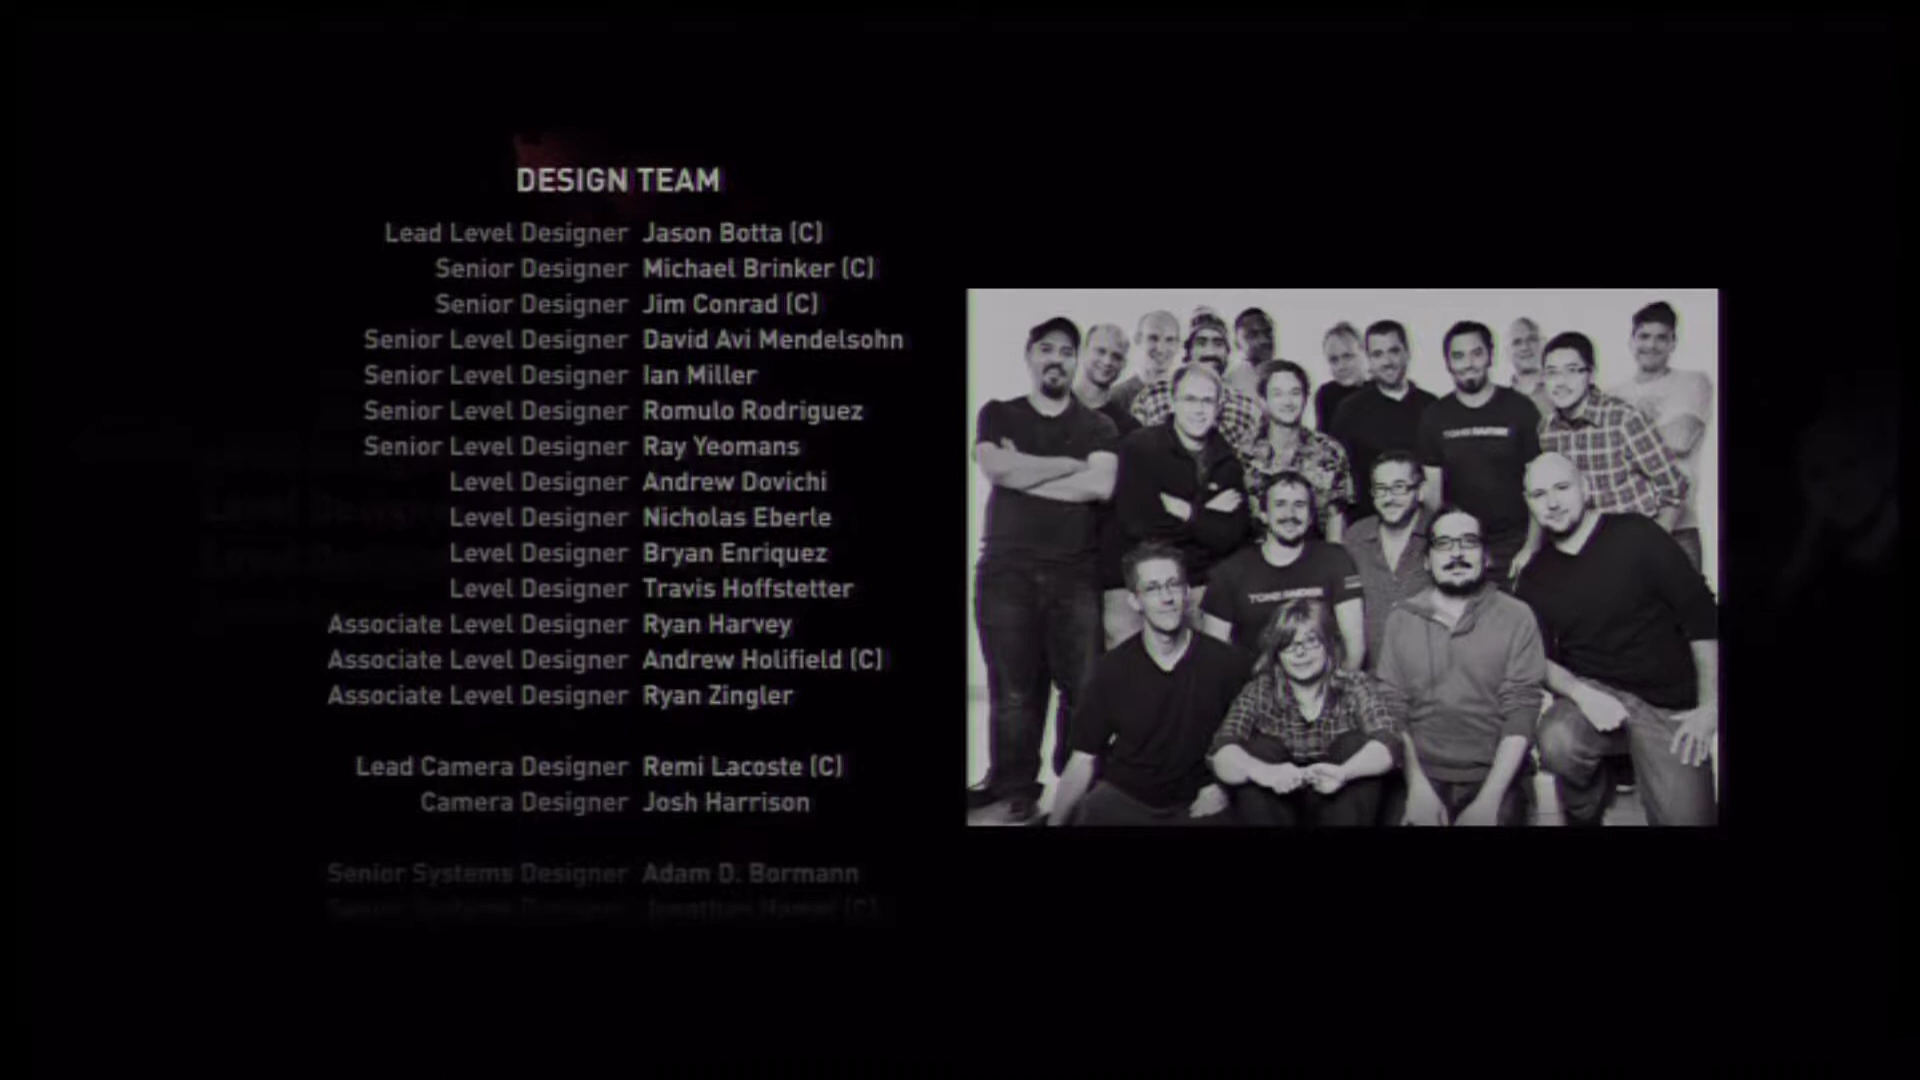 DESIGN TEAM
Lead Level Designer Jason Botta (C)
Senior Designer Michael Brinker (C)
Senior Designer Jim Conrad (C)
Senior Level Designer David Avi Mendelsohn
Senior Level Designer Ian Miller
Senior Level Designer Romulo Rodriguez
Senior Level Designer Ray Yeomans
Level Designer Andrew Dovichi
Level Designer Nicholas Eberle
Level Designer Bryan Enriquez
Level Designer Travis Hoffstetter
Associate Level Designer Ryan Harvey
Associate Level Designer Andrew Holifield (C)
Associate Level Designer Ryan Zingler
Lead Camera Designer Remi Lacoste (C)
Camera Designer Josh Harrison
Senior Systems Designer Adam D. Bormann
Senior Systems Designer